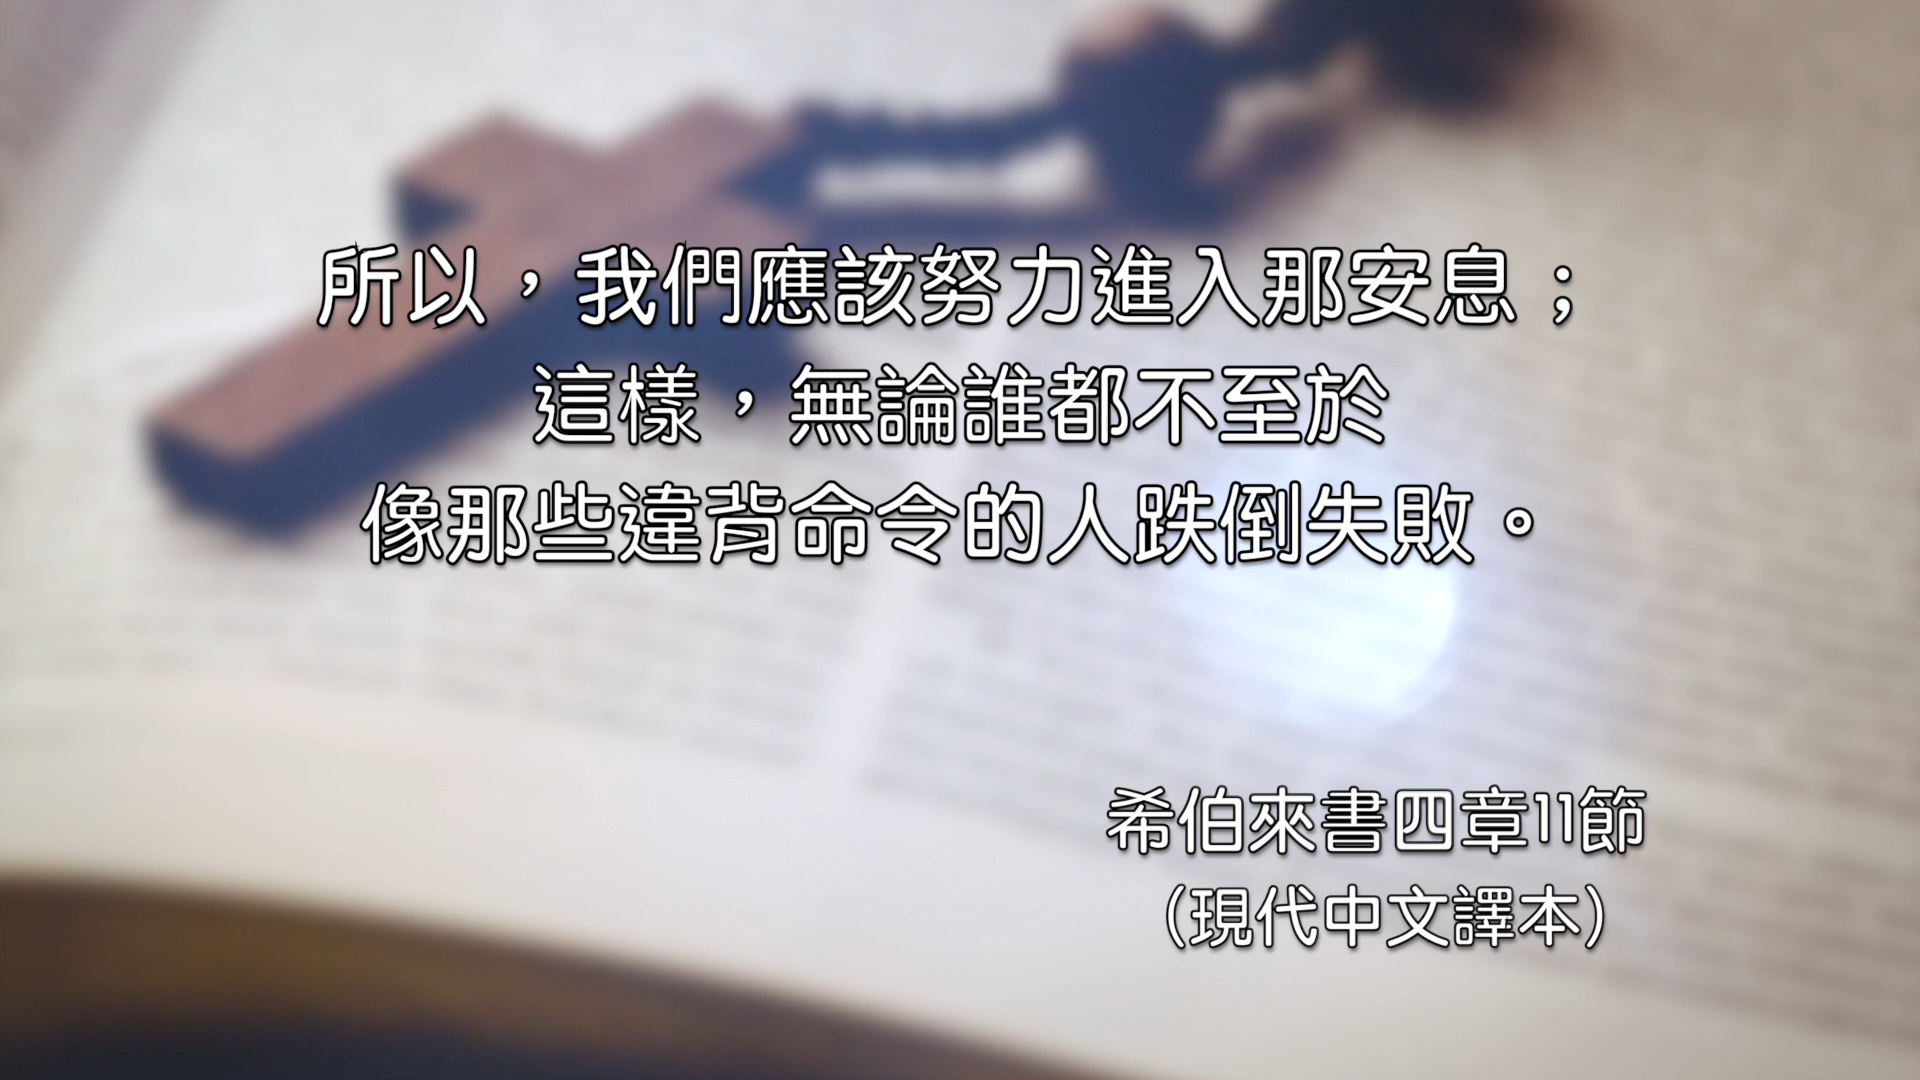 所以，我們應該努力進入那安息；
這樣，無論誰都不至於
像那些違背命令的人跌倒失敗。
希伯來書四章11節
（現代中文譯本）